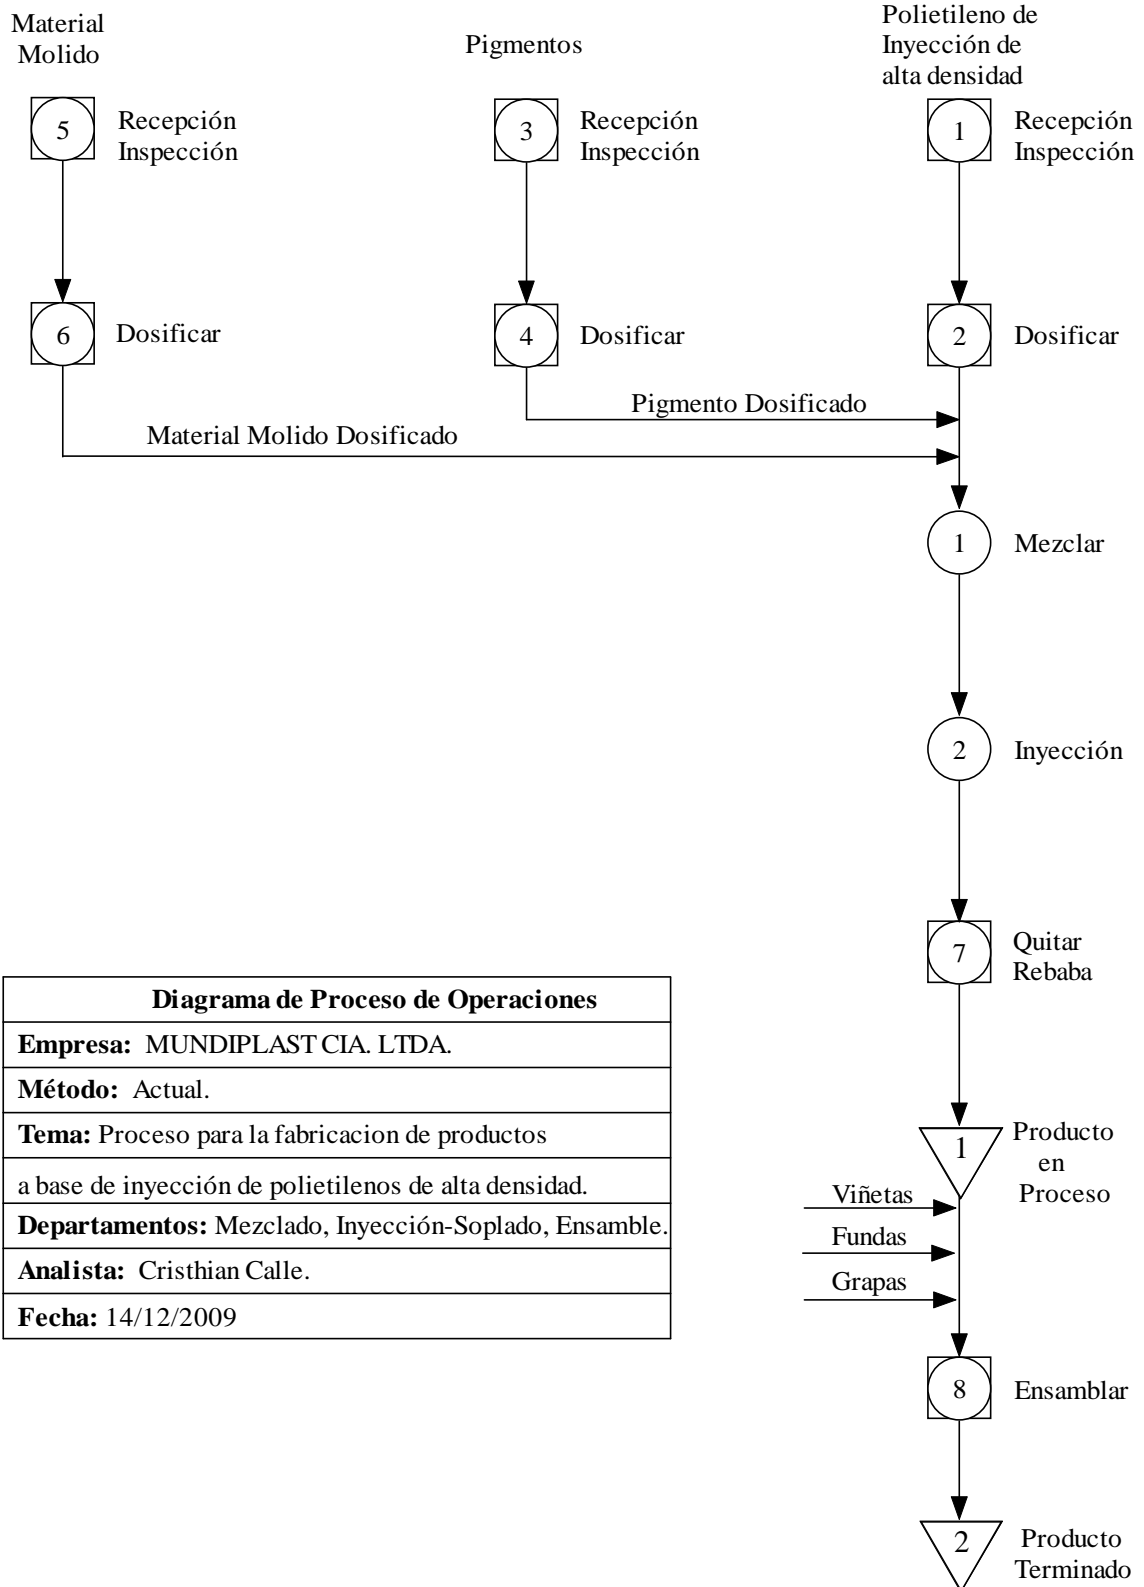 Material
Molido
Pigmentos
Polietileno de
Inyección de
alta densidad
5
Recepción
Inspección
3
Recepción
Inspección
1
Recepción
Inspección
6
Dosificar
4
Dosificar
2
Dosificar
Pigmento Dosificado
Material Molido Dosificado
1
Mezclar
2
Inyección
7
Quitar
Rebaba
Diagrama de Proceso de Operaciones
Empresa: MUNDIPLAST CIA. LTDA.
Método: Actual.
Tema: Proceso para la fabricacion de productos
a base de inyección de polietilenos de alta densidad.
Departamentos: Mezclado, Inyección-Soplado, Ensamble.
Analista: Cristhian Calle.
Fecha: 14/12/2009
1
Producto
en
Proceso
Viñetas
Fundas
Grapas
8
Ensamblar
2
Producto
Terminado